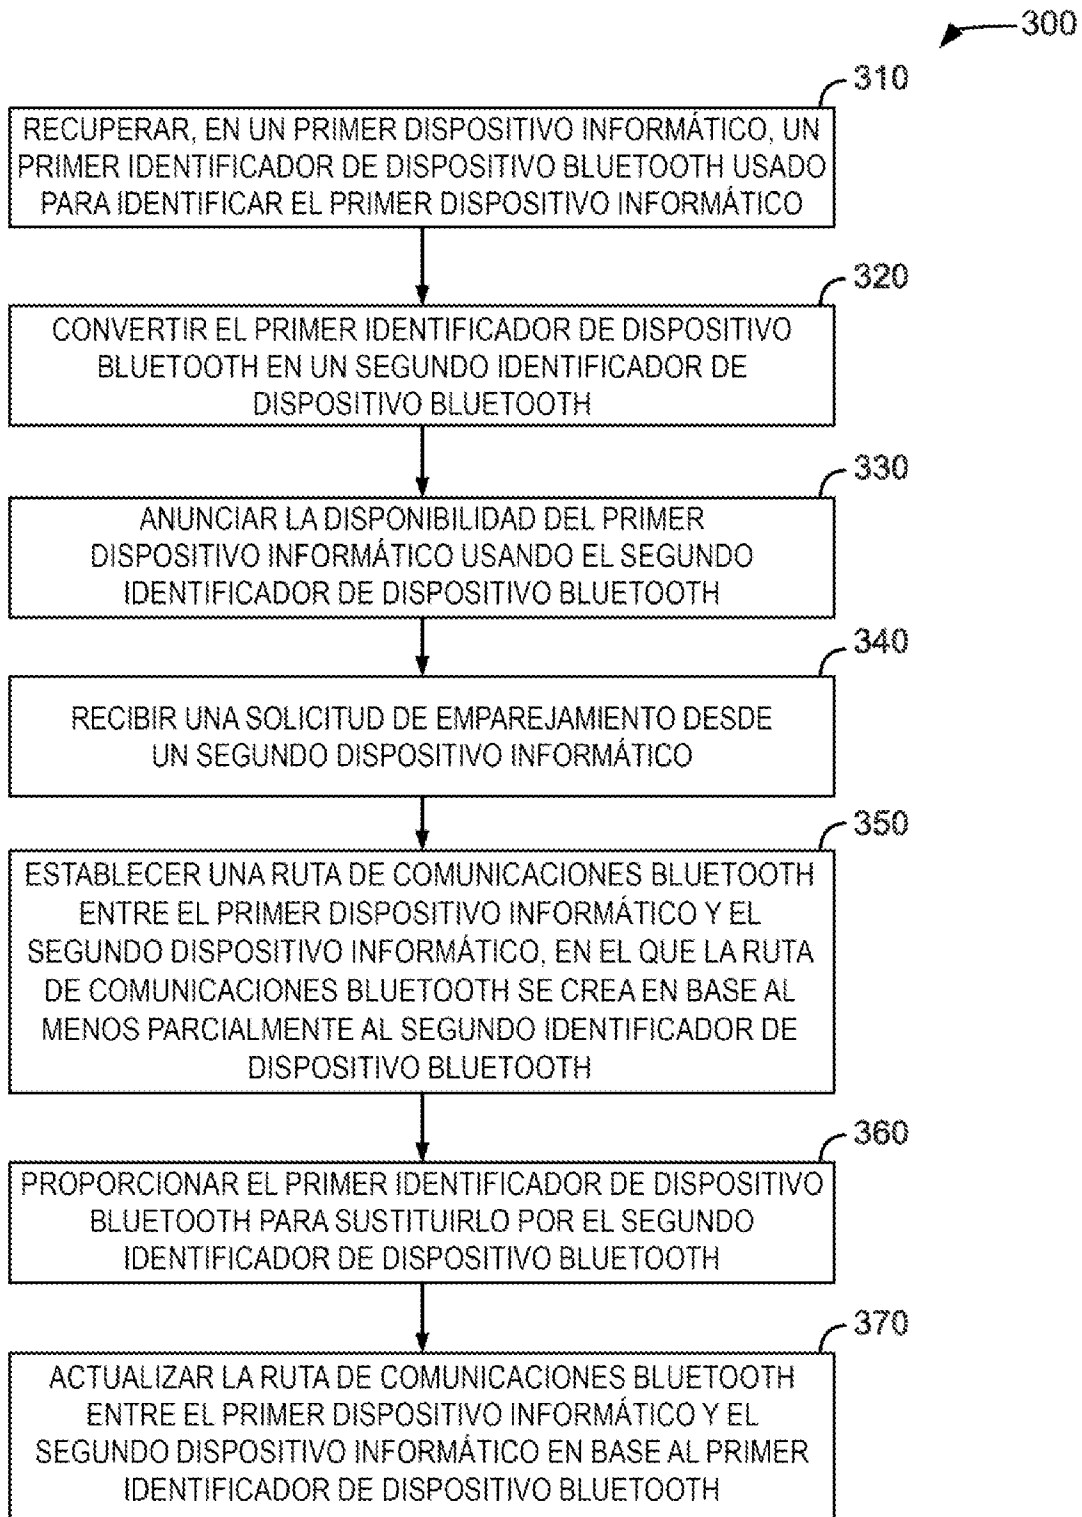 300
310
RECUPERAR, EN UN PRIMER DISPOSITIVO INFORMÁTICO, UN
PRIMER IDENTIFICADOR DE DISPOSITIVO BLUETOOTH USADO
PARA IDENTIFICAR EL PRIMER DISPOSITIVO INFORMÁTICO
320
CONVERTIR EL PRIMER IDENTIFICADOR DE DISPOSITIVO
BLUETOOTH EN UN SEGUNDO IDENTIFICADOR DE
DISPOSITIVO BLUETOOTH
330
ANUNCIAR LA DISPONIBILIDAD DEL PRIMER
DISPOSITIVO INFORMÁTICO USANDO EL SEGUNDO
IDENTIFICADOR DE DISPOSITIVO BLUETOOTH
340
RECIBIR UNA SOLICITUD DE EMPAREJAMIENTO DESDE
UN SEGUNDO DISPOSITIVO INFORMÁTICO
350
ESTABLECER UNA RUTA DE COMUNICACIONES BLUETOOTH
ENTRE EL PRIMER DISPOSITIVO INFORMÁTICO Y EL
SEGUNDO DISPOSITIVO INFORMÁTICO, EN EL QUE LA RUTA
DE COMUNICACIONES BLUETOOTH SE CREA EN BASE AL
MENOS PARCIALMENTE AL SEGUNDO IDENTIFICADOR DE
DISPOSITIVO BLUETOOTH
360
PROPORCIONAR EL PRIMER IDENTIFICADOR DE DISPOSITIVO
BLUETOOTH PARA SUSTITUIRLO POR EL SEGUNDO
IDENTIFICADOR DE DISPOSITIVO BLUETOOTH
370
ACTUALIZAR LA RUTA DE COMUNICACIONES BLUETOOTH
ENTRE EL PRIMER DISPOSITIVO INFORMÁTICO Y EL
SEGUNDO DISPOSITIVO INFORMÁTICO EN BASE AL PRIMER
IDENTIFICADOR DE DISPOSITIVO BLUETOOTH